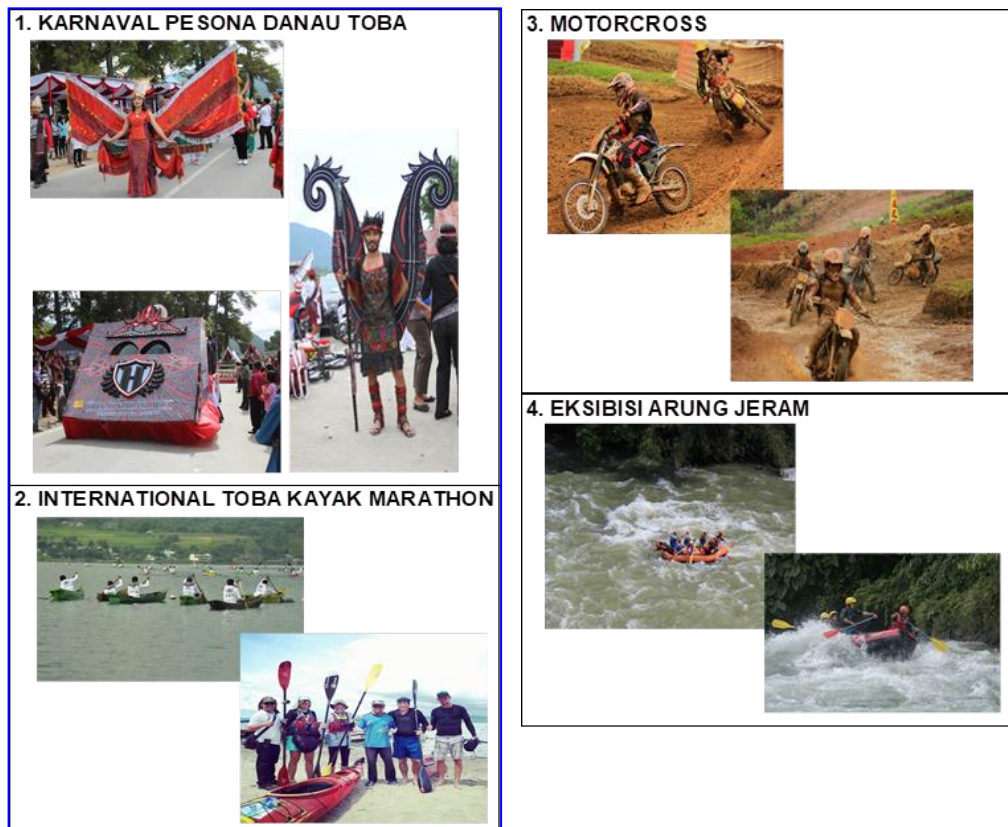 1. KARNAVAL PESONA DANAU TOBA
2. INTERNATIONAL TOBA KAYAK MARATHON
3. MOTORCROSS
4. EKSIBISI ARUNG JERAM